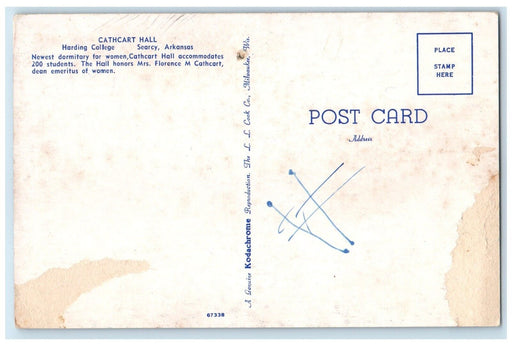 CATHCART HALL
Harding College Searcy, Arkansas
Newest dormitory for women, Cathcart Hall accommodates
200 students. The Hall honors Mrs. Florence M Cathcart,
dean emeritus of women.
A Genuine Kodachrome Reproduction. The L. L. Cook Co., Milwaukee, Wis.
PLACE
STAMP
HERE
POST CARD
Address
67338